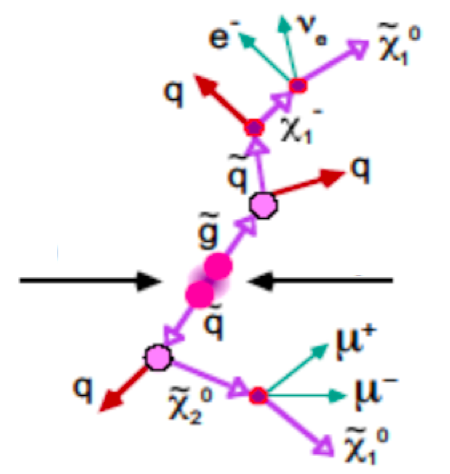 e⁻ νₑ χ̃₁⁰
q
χ₁⁻
q̃ q
g̃
q̃
μ⁺
q χ̃₂⁰ μ⁻
χ̃₁⁰